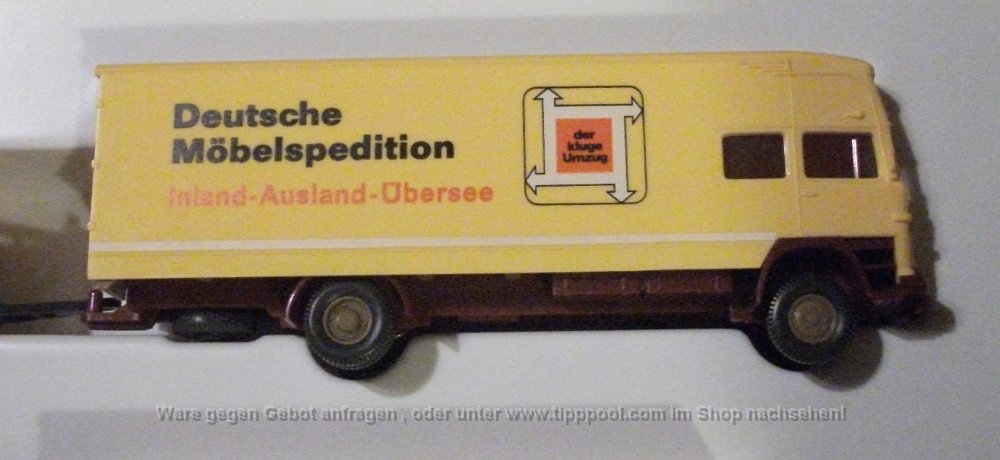 Deutsche
Möbelspedition
Inland-Ausland-Übersee
der
kluge
Umzug
Ware gegen Gebot anfragen , oder unter www.tipppool.com im Shop nachsehen!